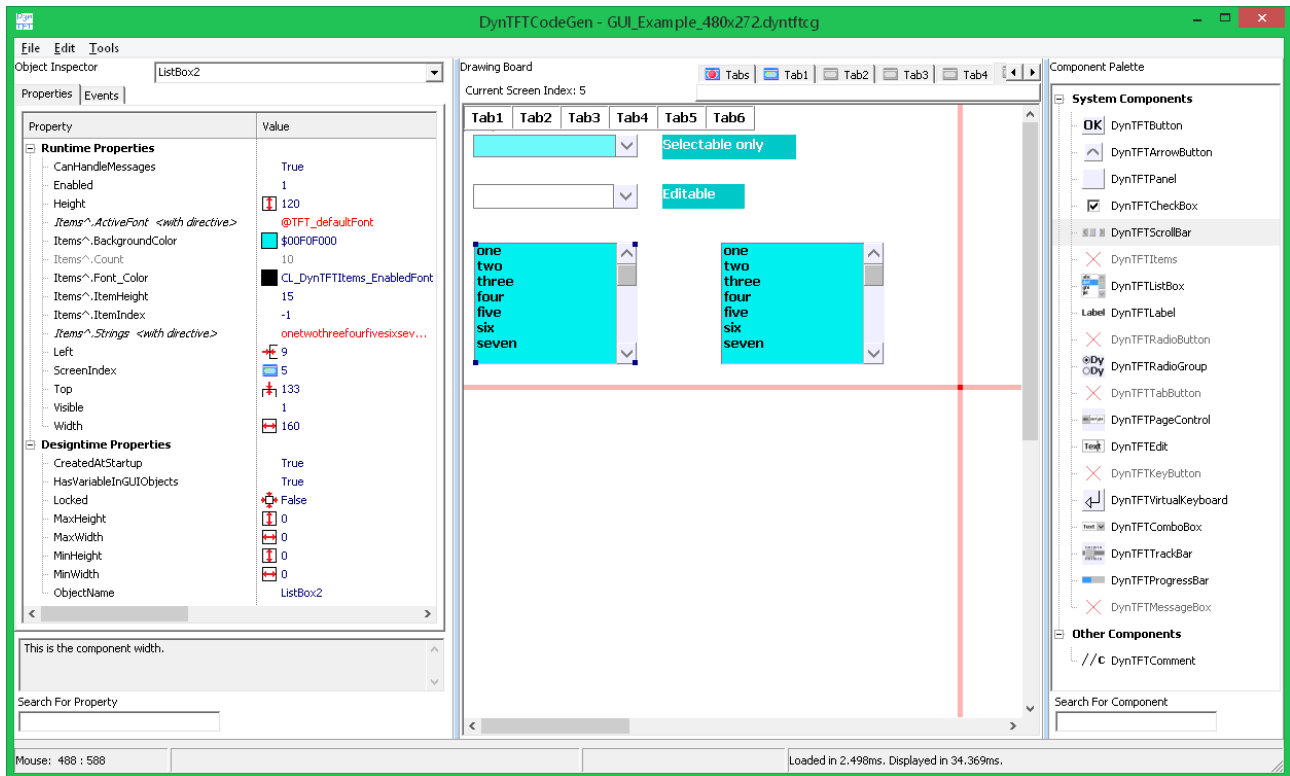 DynTFTCodeGen - GUI_Example_480x272.dyntftcg
File Edit Tools
Object Inspector
ListBox2
Properties Events
Property Value
Runtime Properties
CanHandleMessages True
Enabled 1
Height 120
Items^.ActiveFont <with directive> @TFT_defaultFont
Items^.BackgroundColor $00F0F000
Items^.Count 10
Items^.Font_Color CL_DynTFTItems_EnabledFont
Items^.ItemHeight 15
Items^.ItemIndex -1
Items^.Strings <with directive> onetwothreefourfivesixsev...
Left 9
ScreenIndex 5
Top 133
Visible 1
Width 160
Designtime Properties
CreatedAtStartup True
HasVariableInGUIObjects True
Locked False
MaxHeight 0
MaxWidth 0
MinHeight 0
MinWidth 0
ObjectName ListBox2
This is the component width.
Search For Property
Drawing Board
Tabs Tab1 Tab2 Tab3 Tab4
Current Screen Index: 5
Tab1 Tab2 Tab3 Tab4 Tab5 Tab6
Selectable only
Editable
one
two
three
four
five
six
seven
one
two
three
four
five
six
seven
Component Palette
System Components
OK DynTFTButton
DynTFTArrowButton
DynTFTPanel
DynTFTCheckBox
DynTFTScrollBar
DynTFTItems
DynTFTListBox
Label DynTFTLabel
DynTFTRadioButton
Dy
Dy DynTFTRadioGroup
DynTFTTabButton
DynTFTPageControl
Text DynTFTEdit
DynTFTKeyButton
DynTFTVirtualKeyboard
Text DynTFTComboBox
DynTFTTrackBar
DynTFTProgressBar
DynTFTMessageBox
Other Components
//C DynTFTComment
Search For Component
Mouse: 488 : 588
Loaded in 2.498ms. Displayed in 34.369ms.